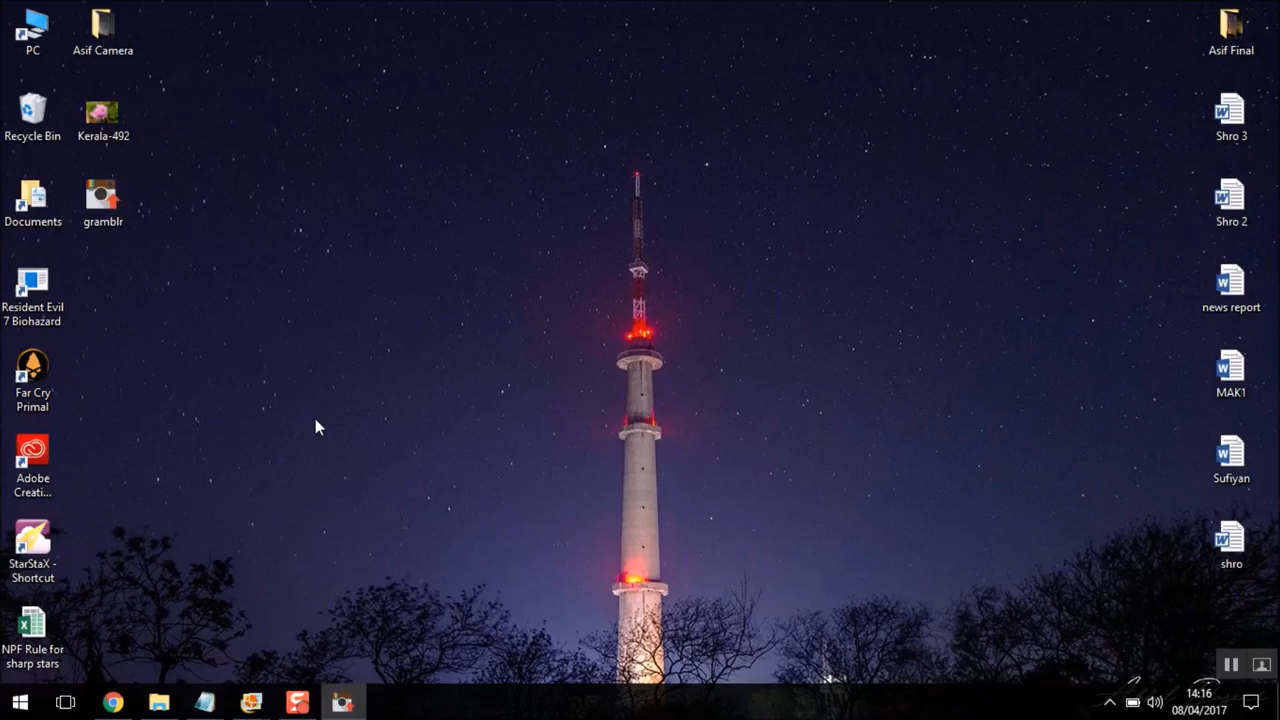 PC
Asif Camera
Asif Final
Recycle Bin
Kerala-492
Shro 3
Documents
gramblr
Shro 2
Resident Evil
7 Biohazard
news report
Far Cry
Primal
MAK1
Adobe
Creati...
Sufiyan
StarStaX -
Shortcut
shro
NPF Rule for
sharp stars
14:16
08/04/2017